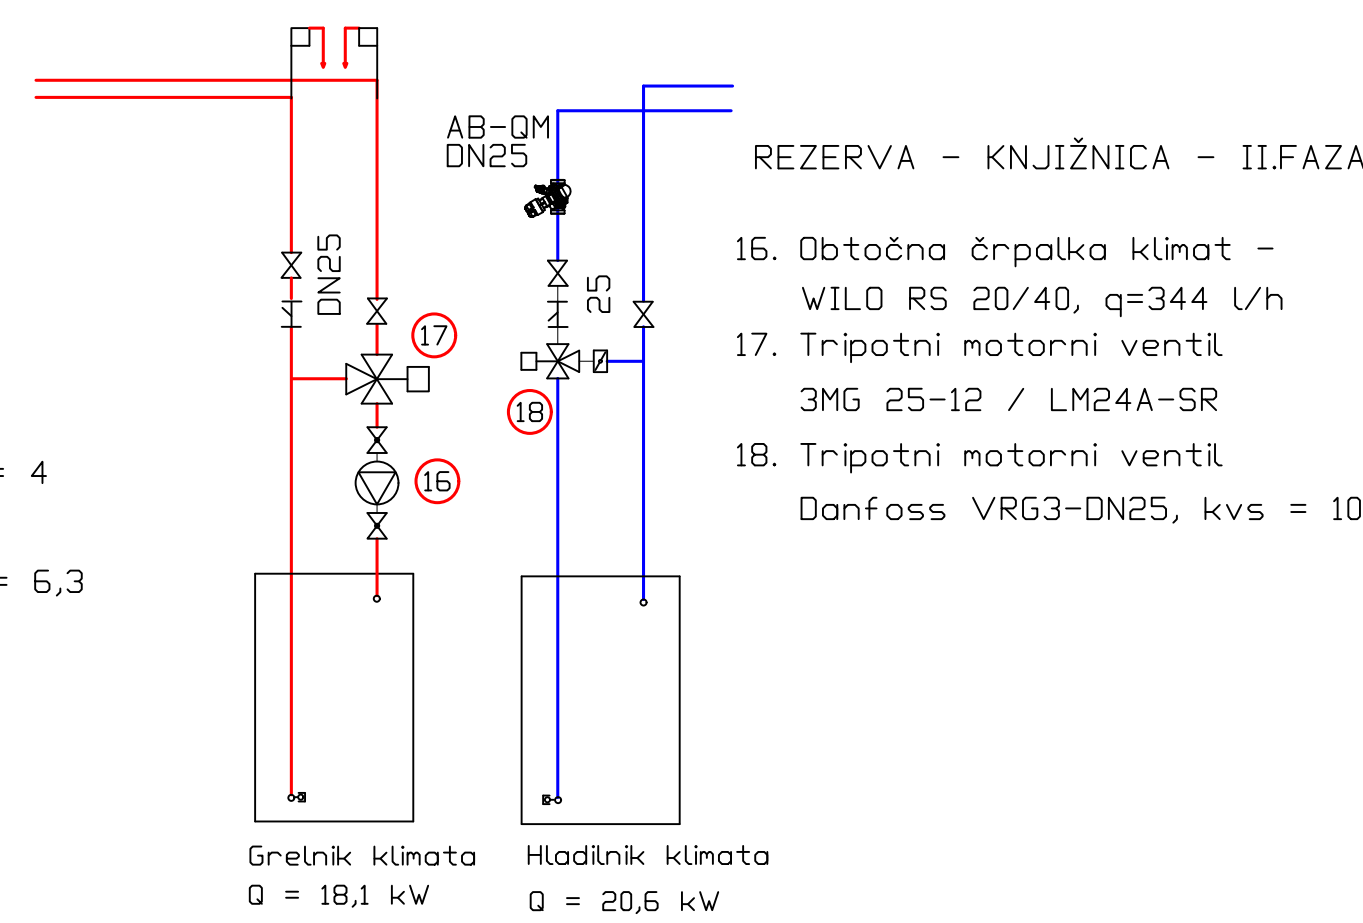 AB-QM
DN25
REZERVA - KNJIŽNICA - II.FAZA
DN25
25
16. Obtočna črpalka klimat -
WILO RS 20/40, q=344 l/h
17. Tripotni motorni ventil
3MG 25-12 / LM24A-SR
18. Tripotni motorni ventil
Danfoss VRG3-DN25, kvs = 10
17
18
16
= 4
= 6,3
Grelnik klimata
Q = 18,1 kW
Hladilnik klimata
Q = 20,6 kW